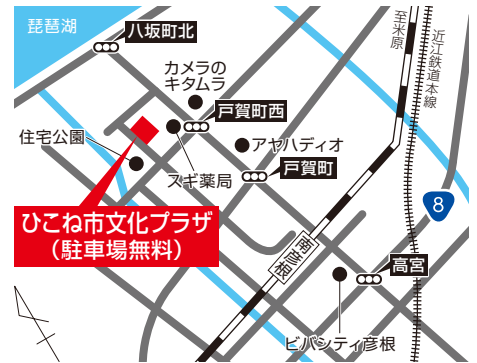 琵琶湖
八坂町北
至米原
近江鉄道本線
カメラの
キタムラ
戸賀町西
住宅公園
アヤハディオ
スギ薬局
戸賀町
8
ひこね市文化プラザ
（駐車場無料）
南彦根
高宮
ビバシティ彦根